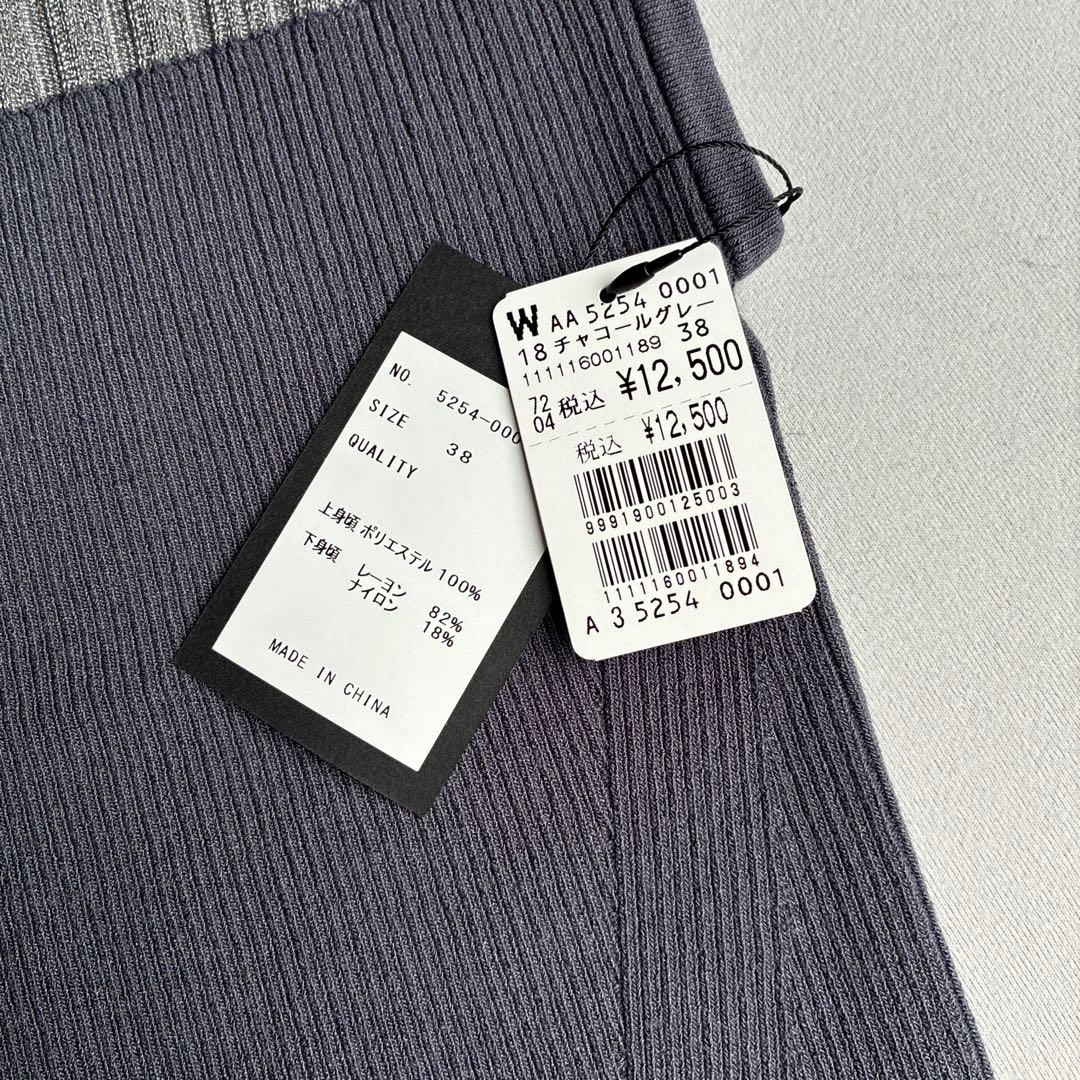 NO. 5254-000
SIZE 38
QUALITY
上身頃 ポリエステル 100%
下身頃 レーヨン 82%
ナイロン 18%
MADE IN CHINA
W AA 5254 0001
18 チャコールグレー
111116001189 38
72 04 税込 ¥12,500
税込 ¥12,500
9991900125003
1111160011894
A 3 5254 0001